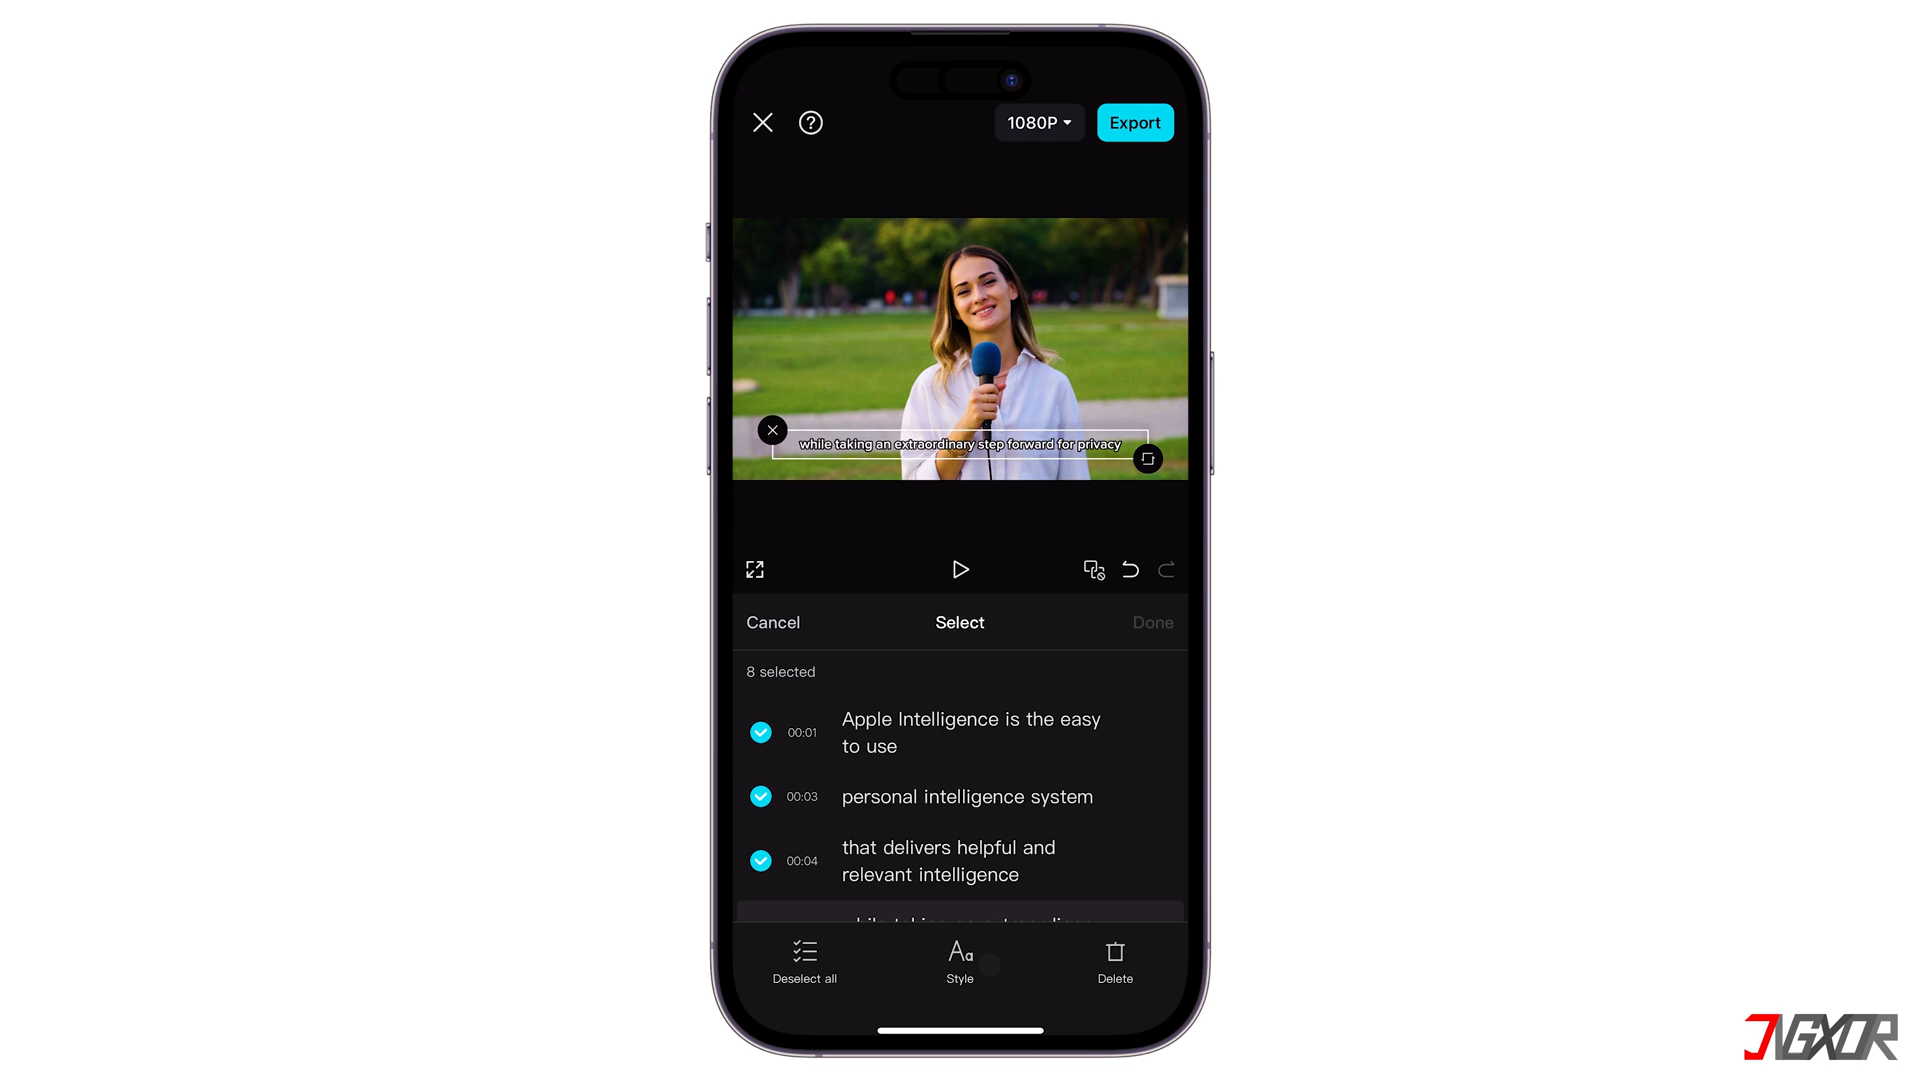 1080P
Export
while taking an extraordinary step forward for privacy
Cancel
Select
Done
8 selected
00:01
Apple Intelligence is the easy
to use
00:03
personal intelligence system
00:04
that delivers helpful and
relevant intelligence
Deselect all
Style
Delete